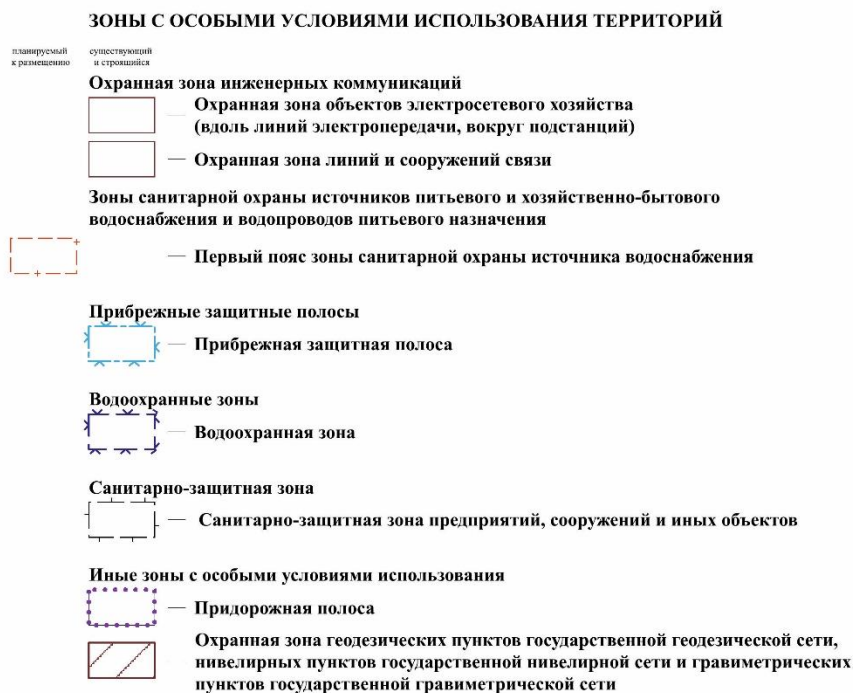 ЗОНЫ С ОСОБЫМИ УСЛОВИЯМИ ИСПОЛЬЗОВАНИЯ ТЕРРИТОРИЙ
планируемый
к размещению
существующий
и строящийся
Охранная зона инженерных коммуникаций
— Охранная зона объектов электросетевого хозяйства
(вдоль линий электропередачи, вокруг подстанций)
— Охранная зона линий и сооружений связи
Зоны санитарной охраны источников питьевого и хозяйственно-бытового
водоснабжения и водопроводов питьевого назначения
— Первый пояс зоны санитарной охраны источника водоснабжения
Прибрежные защитные полосы
— Прибрежная защитная полоса
Водоохранные зоны
— Водоохранная зона
Санитарно-защитная зона
— Санитарно-защитная зона предприятий, сооружений и иных объектов
Иные зоны с особыми условиями использования
— Придорожная полоса
Охранная зона геодезических пунктов государственной геодезической сети,
нивелирных пунктов государственной нивелирной сети и гравиметрических
пунктов государственной гравиметрической сети